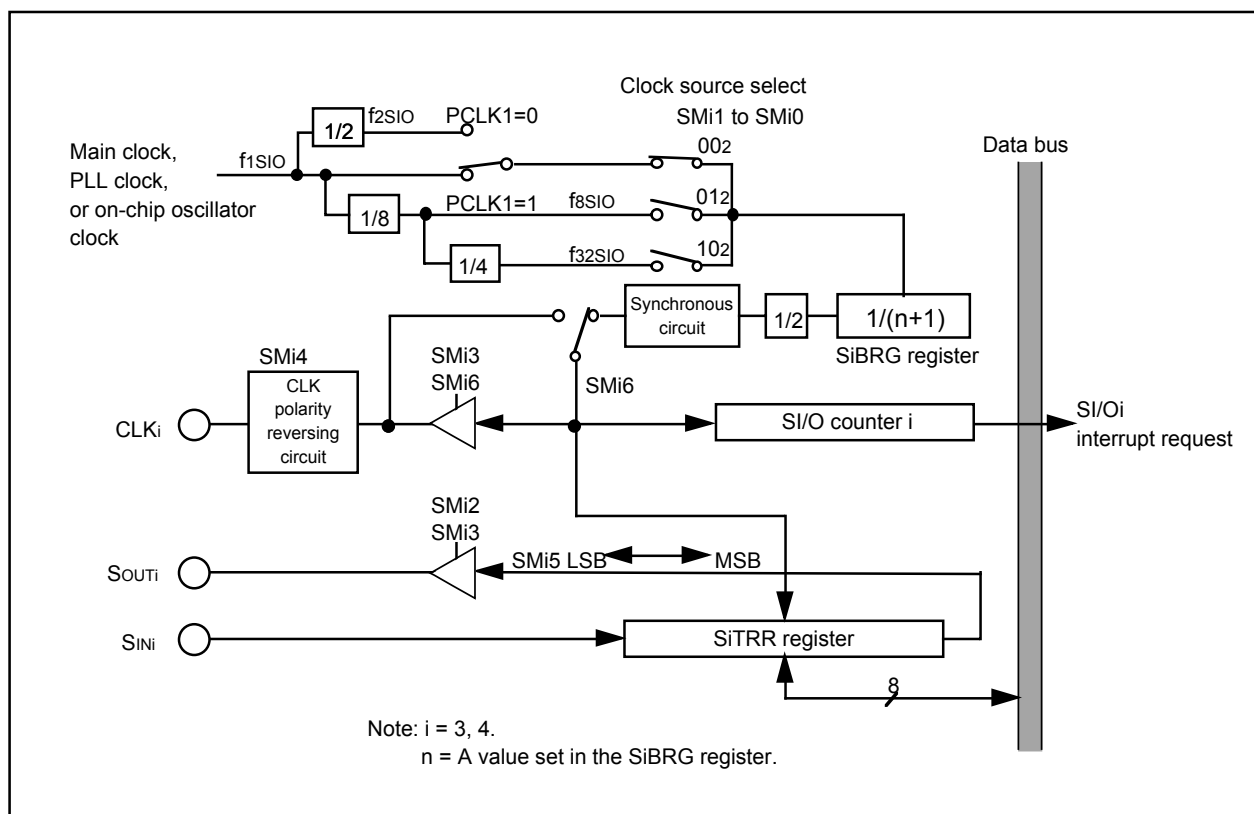 Clock source select
SMi1 to SMi0
Data bus
1/2
f2SIO
PCLK1=0
Main clock,
PLL clock,
or on-chip oscillator
clock
f1SIO
002
1/8
PCLK1=1
f8SIO
012
1/4
f32SIO
102
Synchronous
circuit
1/2
1/(n+1)
SiBRG register
SMi4
SMi3
SMi6
SMi6
CLKi
CLK
polarity
reversing
circuit
SI/O counter i
SI/Oi
interrupt request
SMi2
SMi3
SOUTi
SMi5 LSB
MSB
SINi
SiTRR register
8
Note: i = 3, 4.
n = A value set in the SiBRG register.